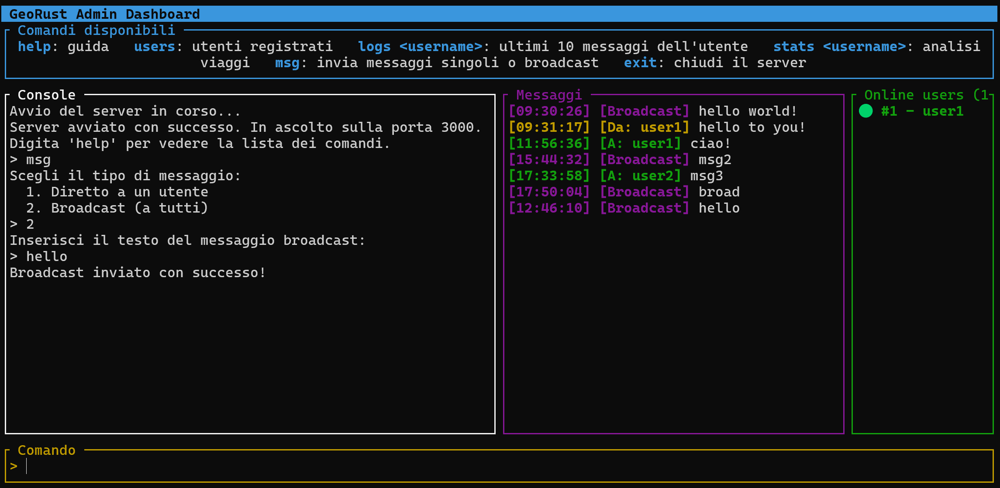 GeoRust Admin Dashboard
Comandi disponibili
help: guida   users: utenti registrati   logs <username>: ultimi 10 messaggi dell'utente   stats <username>: analisi
viaggi   msg: invia messaggi singoli o broadcast   exit: chiudi il server
Console
Avvio del server in corso...
Server avviato con successo. In ascolto sulla porta 3000.
Digita 'help' per vedere la lista dei comandi.
> msg
Scegli il tipo di messaggio:
  1. Diretto a un utente
  2. Broadcast (a tutti)
> 2
Inserisci il testo del messaggio broadcast:
> hello
Broadcast inviato con successo!
Messaggi
[09:30:26] [Broadcast] hello world!
[09:31:17] [Da: user1] hello to you!
[11:56:36] [A: user1] ciao!
[15:44:32] [Broadcast] msg2
[17:33:58] [A: user2] msg3
[17:50:04] [Broadcast] broad
[12:46:10] [Broadcast] hello
Online users (1
#1 - user1
Comando
>